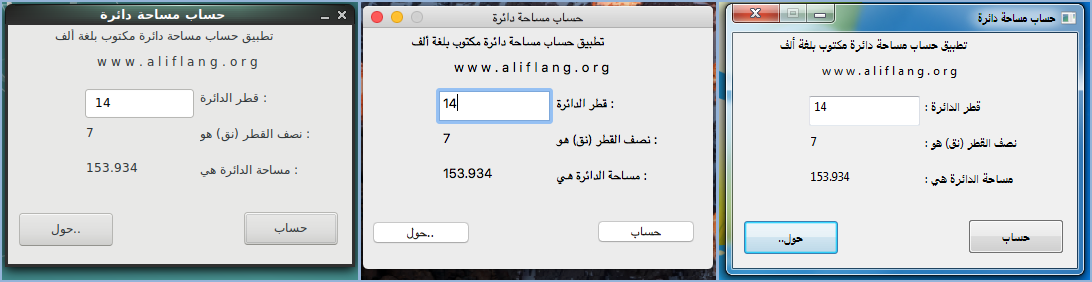 حساب مساحة دائرة
تطبيق حساب مساحة دائرة مكتوب بلغة ألف
www.aliflang.org
قطر الدائرة :
14
نصف القطر (نق) هو :
7
مساحة الدائرة هي :
153.934
حساب
حول..
حساب مساحة دائرة
تطبيق حساب مساحة دائرة مكتوب بلغة ألف
www.aliflang.org
قطر الدائرة :
14
نصف القطر (نق) هو :
7
مساحة الدائرة هي :
153.934
حساب
حول..
حساب مساحة دائرة
تطبيق حساب مساحة دائرة مكتوب بلغة ألف
www.aliflang.org
قطر الدائرة :
14
نصف القطر (نق) هو :
7
مساحة الدائرة هي :
153.934
حساب
حول..